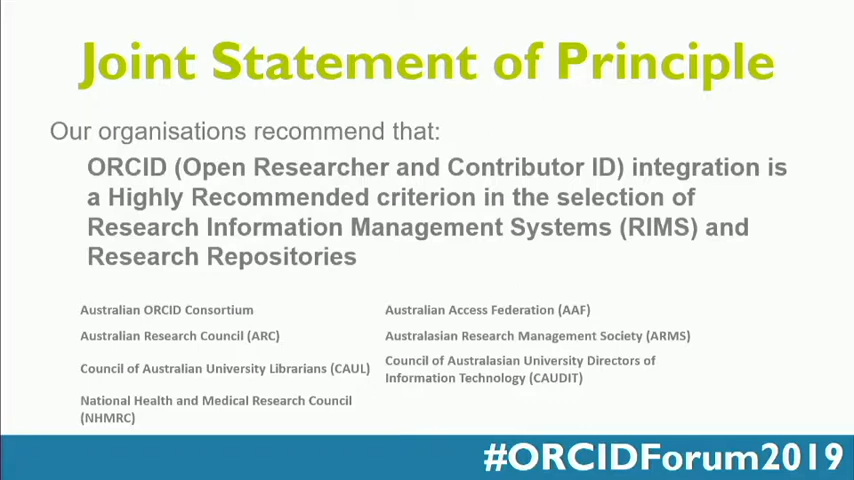 Joint Statement of Principle
Our organisations recommend that:
ORCID (Open Researcher and Contributor ID) integration is
a Highly Recommended criterion in the selection of
Research Information Management Systems (RIMS) and
Research Repositories
Australian ORCID Consortium
Australian Access Federation (AAF)
Australian Research Council (ARC)
Australasian Research Management Society (ARMS)
Council of Australian University Librarians (CAUL)
Council of Australasian University Directors of
Information Technology (CAUDIT)
National Health and Medical Research Council
(NHMRC)
#ORCIDForum2019